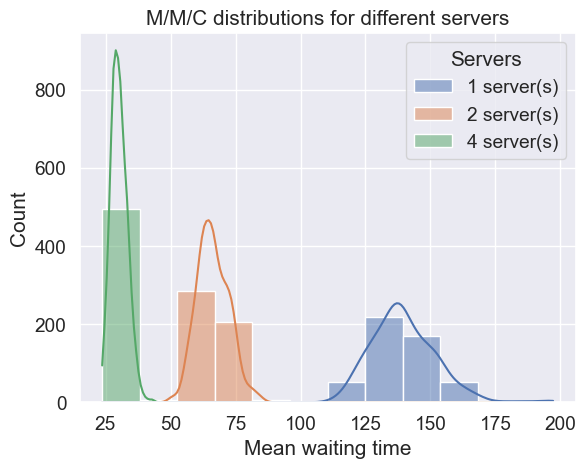 M/M/C distributions for different servers
Servers
1 server(s)
2 server(s)
4 server(s)
Count
800
600
400
200
0
25
50
75
100
125
150
175
200
Mean waiting time